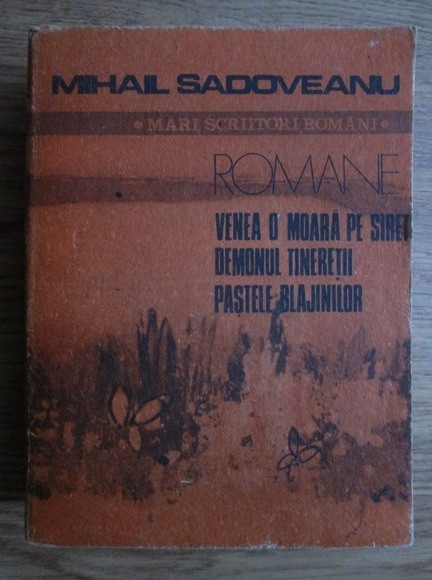 MIHAIL SADOVEANU
• MARI SCRIITORI ROMÂNI •
ROMANE
VENEA O MOARĂ PE SIRET
DEMONUL TINEREȚII
PAȘTELE BLAJINILOR